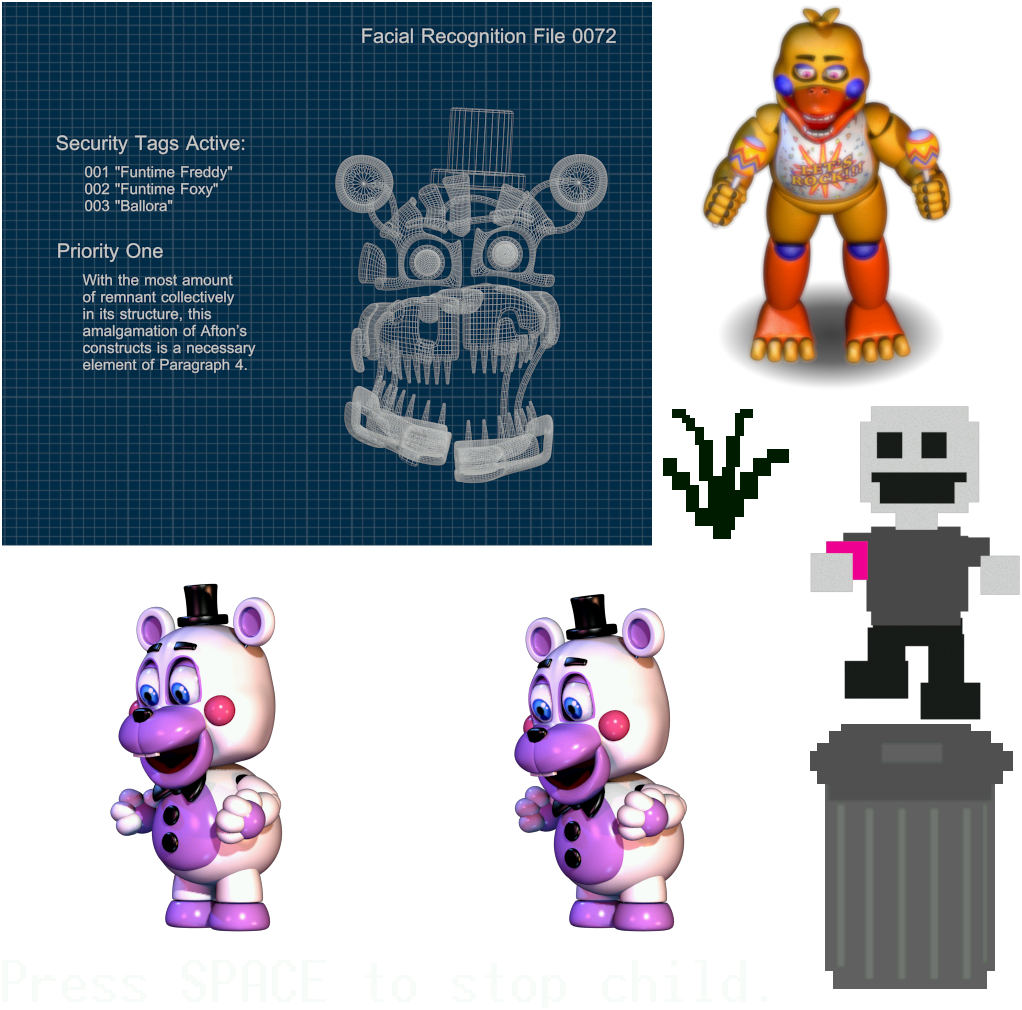 Facial Recognition File 0072
Security Tags Active:
001 "Funtime Freddy"
002 "Funtime Foxy"
003 "Ballora"
Priority One
With the most amount
of remnant collectively
in its structure, this
amalgamation of Afton's
constructs is a necessary
element of Paragraph 4.
LET'S
ROCK!!!
Press SPACE to stop child.